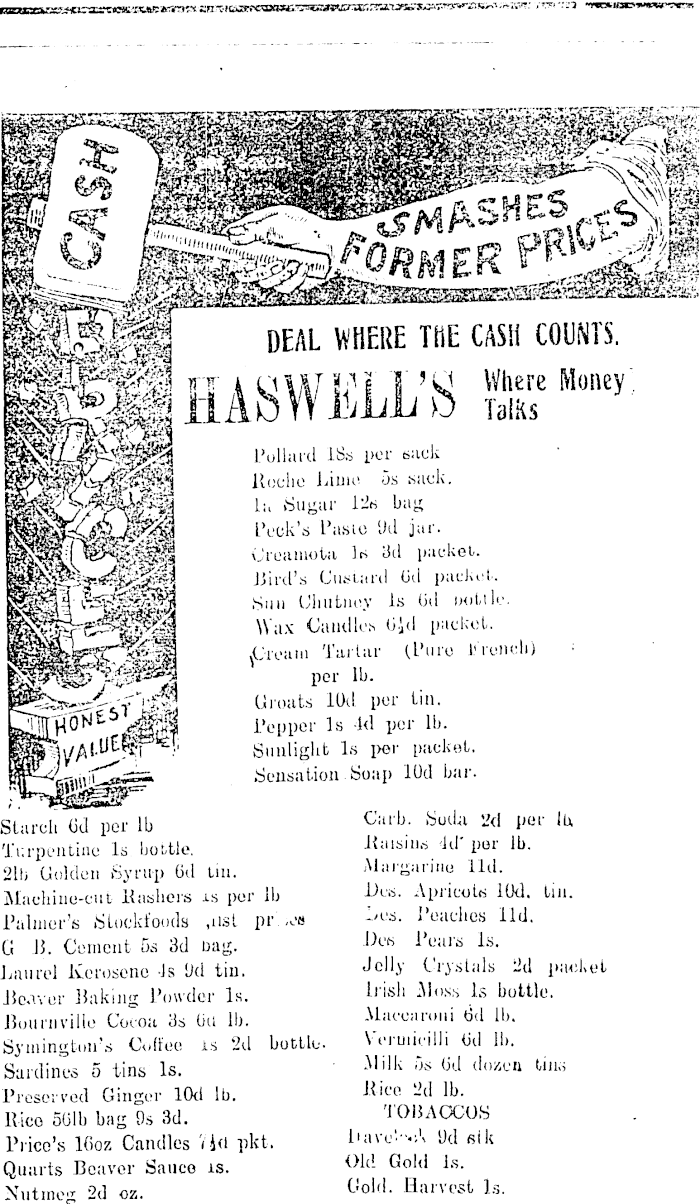 CASH
SMASHES
FORMER PRICES
HONEST
VALUE
DEAL WHERE THE CASH COUNTS.
HASWELL'S Where Money
Talks
Pollard 18s per sack
Roche Lime 5s sack.
1a Sugar 12s bag
Peck's Paste 9d jar.
Creamota 1s 3d packet.
Bird's Custard 6d packet.
Sun Chutney 1s 6d bottle.
Wax Candles 6½d packet.
Cream Tartar (Pure French)
per lb.
Groats 10d per tin.
Pepper 1s 4d per lb.
Sunlight 1s per packet.
Sensation Soap 10d bar.
Starch 6d per lb
Turpentine 1s bottle.
2lb Golden Syrup 6d tin.
Machine-cut Rashers 1s per lb
Palmer's Stockfoods
G B. Cement 5s 3d bag.
Laurel Kerosene 4s 9d tin.
Beaver Baking Powder 1s.
Bournville Cocoa 3s 6d lb.
Symington's Coffee 1s 2d bottle.
Sardines 5 tins 1s.
Preserved Ginger 10d lb.
Rice 56lb bag 9s 3d.
Price's 16oz Candles 7½d pkt.
Quarts Beaver Sauce 1s.
Nutmeg 2d oz.
Carb. Soda 2d per lb
Raisins 4d per lb.
Margarine 11d.
Des. Apricots 10d. tin.
Des. Peaches 11d.
Des Pears 1s.
Jelly Crystals 2d packet
Irish Moss 1s bottle.
Maccaroni 6d lb.
Vermicilli 6d lb.
Milk 5s 6d dozen tins
Rice 2d lb.
TOBACCOS
9d stk
Old Gold 1s.
Gold. Harvest 1s.